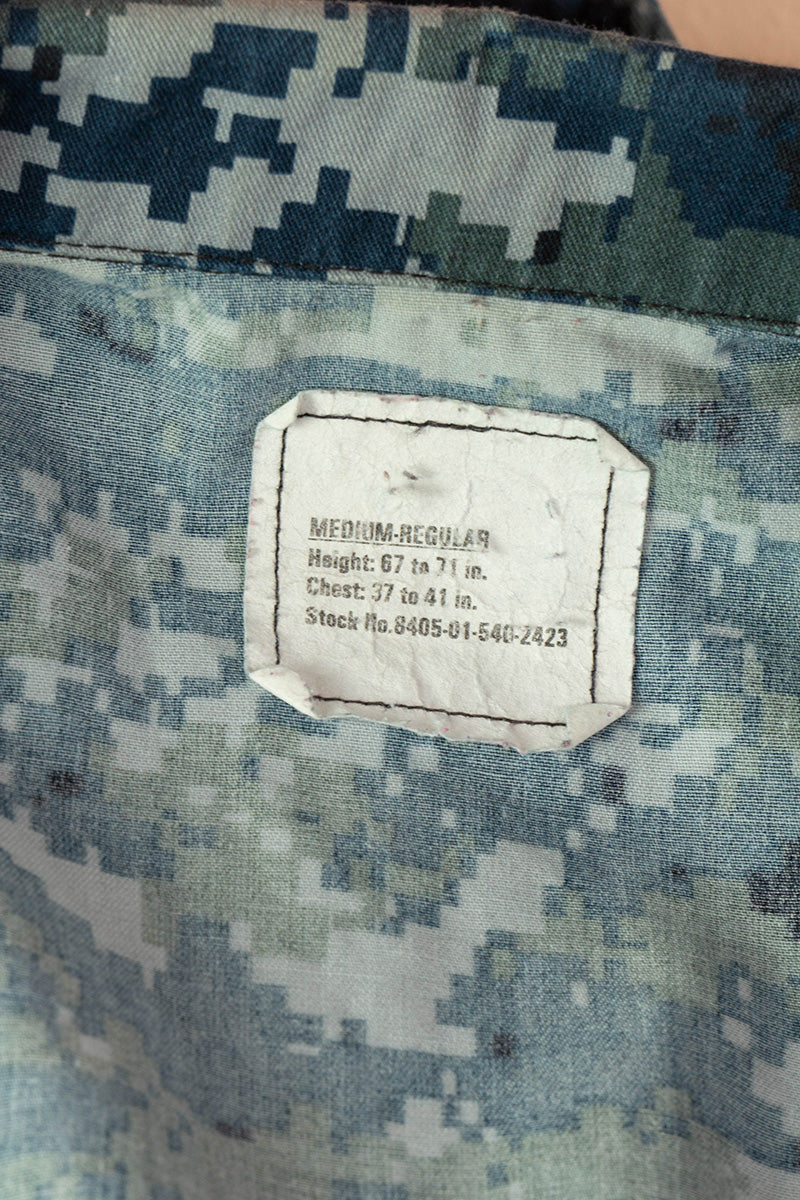 MEDIUM-REGULAR
Height: 67 to 71 in.
Chest: 37 to 41 in.
Stock No.8405-01-540-2423